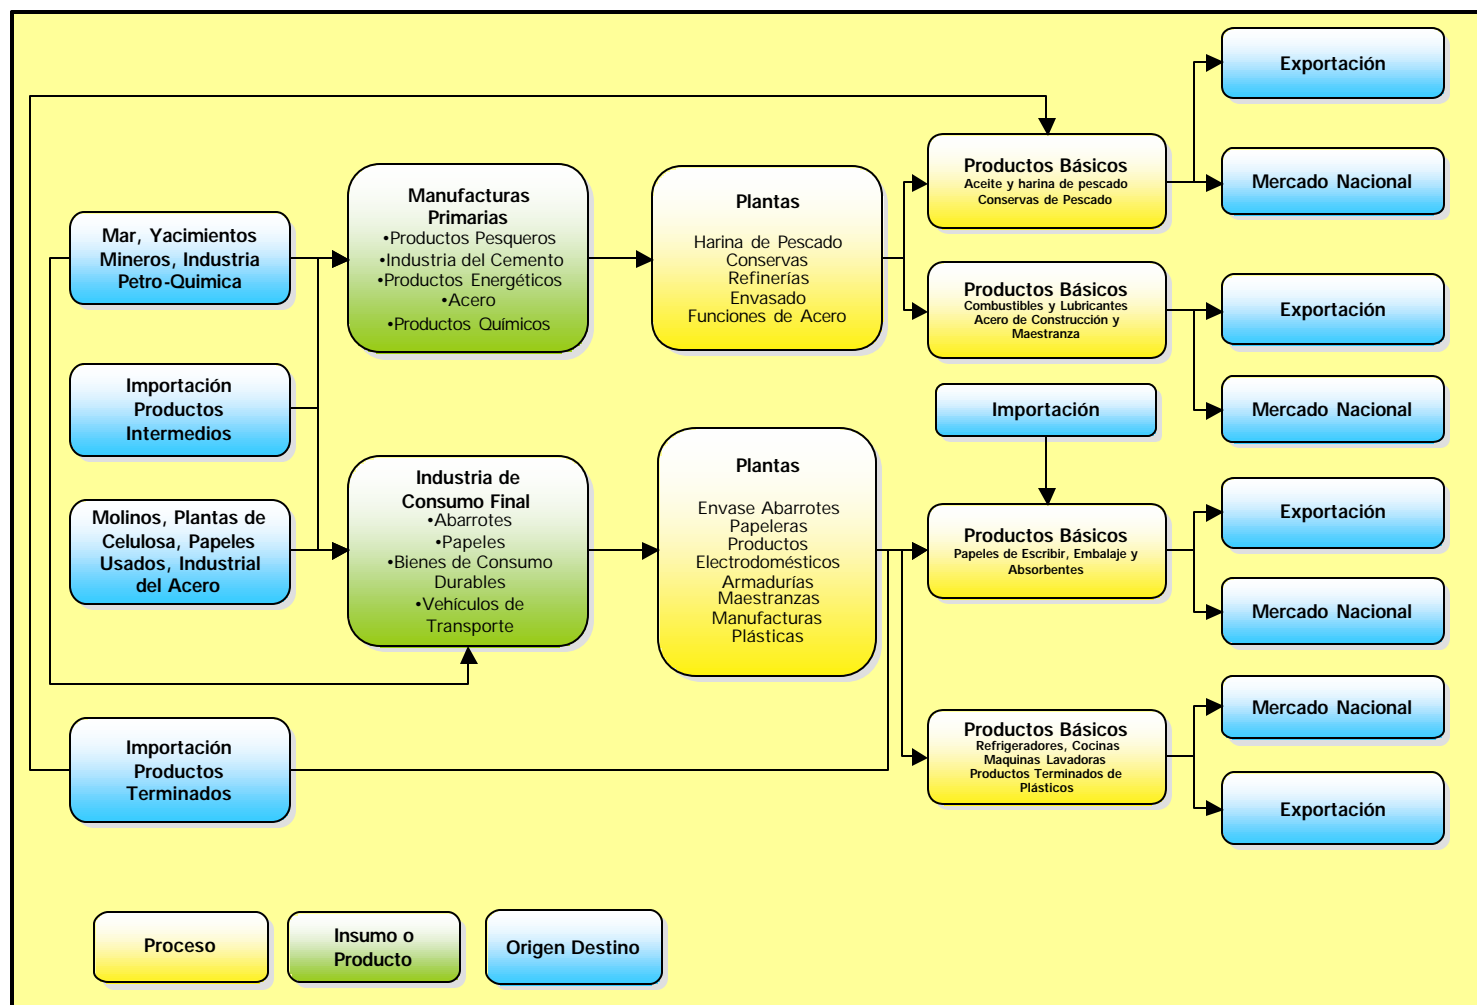 Mar, Yacimientos
Mineros, Industria
Petro-Quimica
Importación
Productos
Intermedios
Molinos, Plantas de
Celulosa, Papeles
Usados, Industrial
del Acero
Importación
Productos
Terminados
Manufacturas
Primarias
•Productos Pesqueros
•Industria del Cemento
•Productos Energéticos
•Acero
•Productos Químicos
Industria de
Consumo Final
•Abarrotes
•Papeles
•Bienes de Consumo
Durables
•Vehículos de
Transporte
Plantas
Harina de Pescado
Conservas
Refinerías
Envasado
Funciones de Acero
Plantas
Envase Abarrotes
Papeleras
Productos
Electrodomésticos
Armadurías
Maestranzas
Manufacturas
Plásticas
Productos Básicos
Aceite y harina de pescado
Conservas de Pescado
Productos Básicos
Combustibles y Lubricantes
Acero de Construcción y
Maestranza
Importación
Productos Básicos
Papeles de Escribir, Embalaje y
Absorbentes
Productos Básicos
Refrigeradores, Cocinas
Maquinas Lavadoras
Productos Terminados de
Plásticos
Exportación
Mercado Nacional
Exportación
Mercado Nacional
Exportación
Mercado Nacional
Mercado Nacional
Exportación
Proceso
Insumo o
Producto
Origen Destino